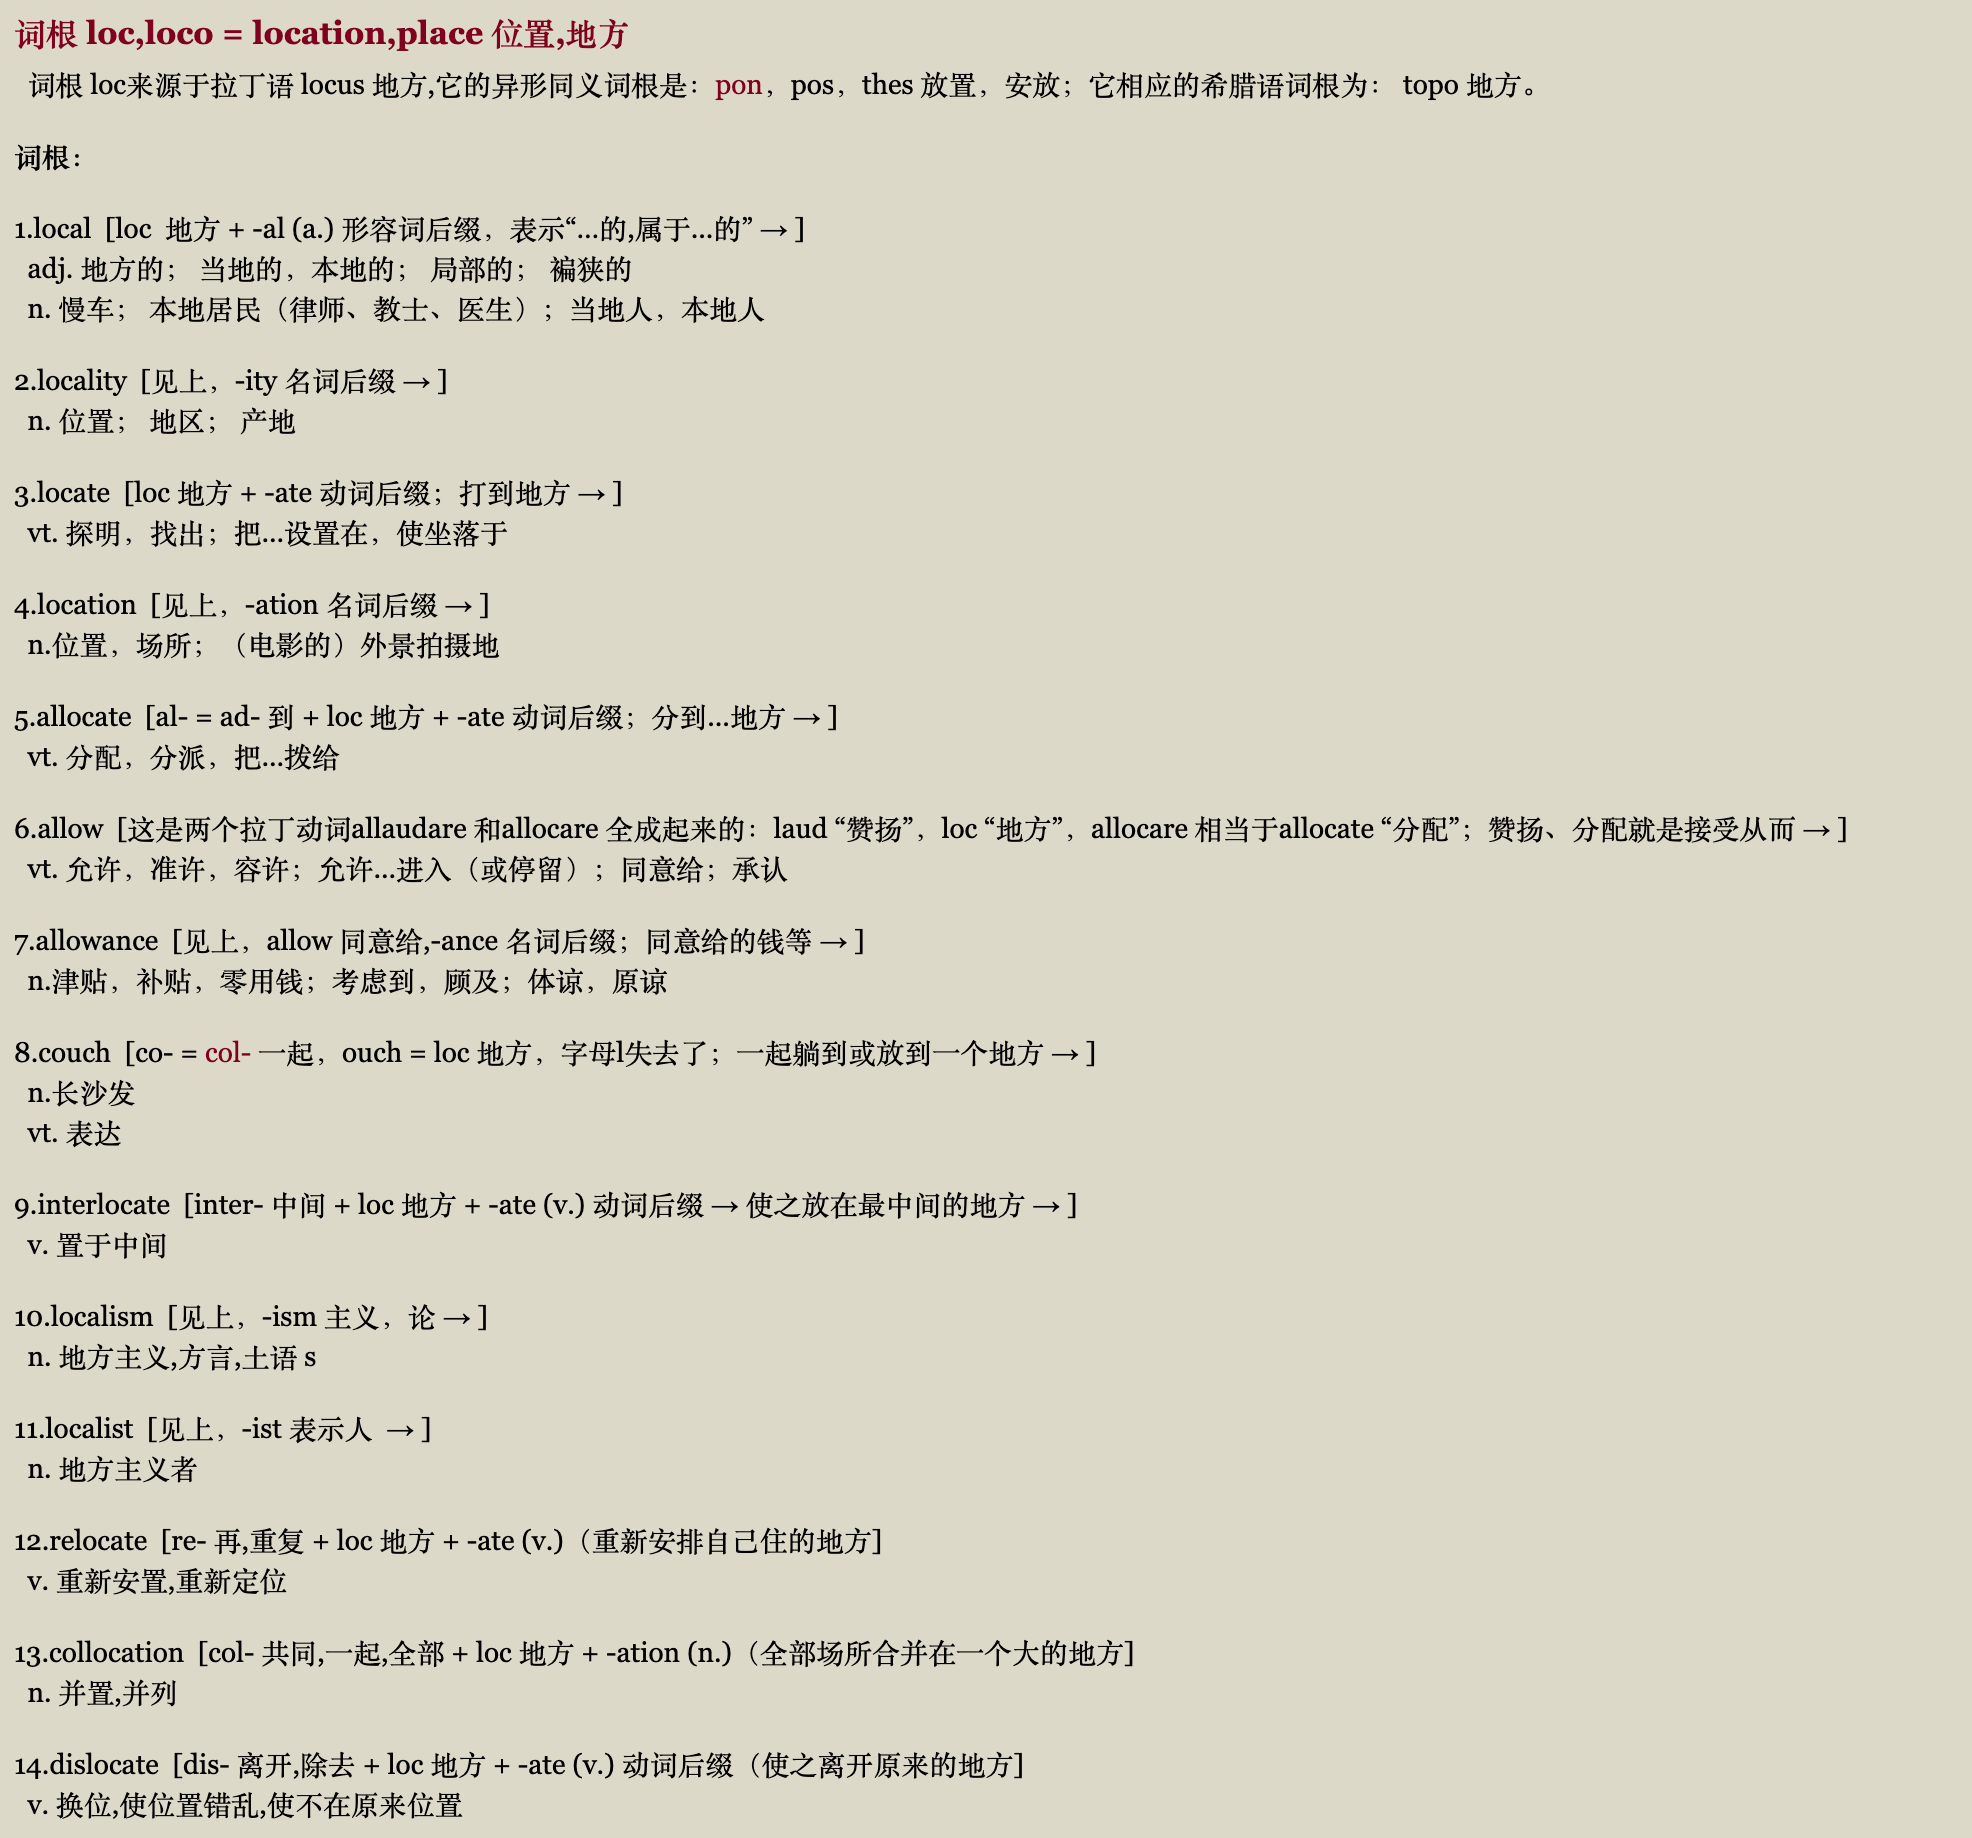 词根 loc,loco = location,place 位置,地方
词根 loc来源于拉丁语 locus 地方,它的异形同义词根是：pon，pos，thes 放置，安放；它相应的希腊语词根为： topo 地方。
词根：
1.local [loc 地方 + -al (a.) 形容词后缀，表示“...的,属于...的” → ]
adj. 地方的； 当地的，本地的； 局部的； 褊狭的
n. 慢车； 本地居民（律师、教士、医生）；当地人，本地人
2.locality [见上，-ity 名词后缀 → ]
n. 位置； 地区； 产地
3.locate [loc 地方 + -ate 动词后缀；打到地方 → ]
vt. 探明，找出；把...设置在，使坐落于
4.location [见上，-ation 名词后缀 → ]
n.位置，场所；（电影的）外景拍摄地
5.allocate [al- = ad- 到 + loc 地方 + -ate 动词后缀；分到...地方 → ]
vt. 分配，分派，把...拨给
6.allow [这是两个拉丁动词allaudare 和allocare 全成起来的：laud “赞扬”，loc “地方”，allocare 相当于allocate “分配”；赞扬、分配就是接受从而 → ]
vt. 允许，准许，容许；允许...进入（或停留）；同意给；承认
7.allowance [见上，allow 同意给,-ance 名词后缀；同意给的钱等 → ]
n.津贴，补贴，零用钱；考虑到，顾及；体谅，原谅
8.couch [co- = col- 一起，ouch = loc 地方，字母l失去了；一起躺到或放到一个地方 → ]
n.长沙发
vt. 表达
9.interlocate [inter- 中间 + loc 地方 + -ate (v.) 动词后缀 → 使之放在最中间的地方 → ]
v. 置于中间
10.localism [见上，-ism 主义，论 → ]
n. 地方主义,方言,土语 s
11.localist [见上，-ist 表示人 → ]
n. 地方主义者
12.relocate [re- 再,重复 + loc 地方 + -ate (v.)（重新安排自己住的地方]
v. 重新安置,重新定位
13.collocation [col- 共同,一起,全部 + loc 地方 + -ation (n.)（全部场所合并在一个大的地方]
n. 并置,并列
14.dislocate [dis- 离开,除去 + loc 地方 + -ate (v.) 动词后缀（使之离开原来的地方]
v. 换位,使位置错乱,使不在原来位置